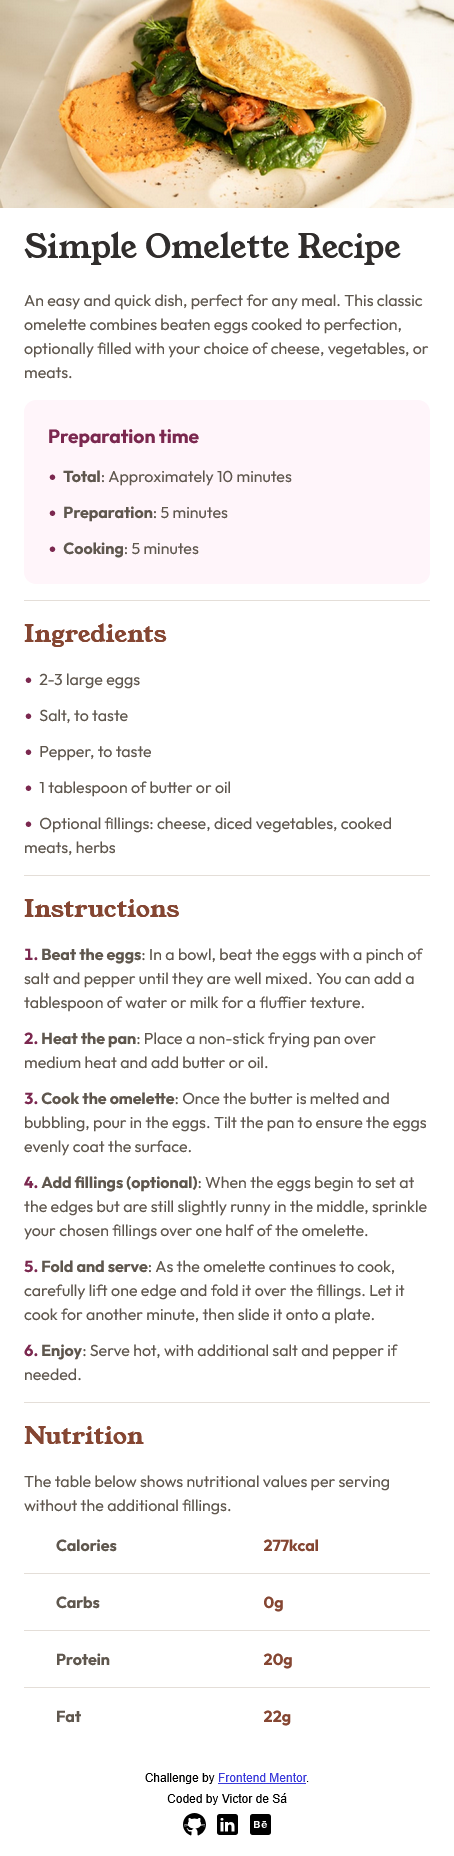 Simple Omelette Recipe
An easy and quick dish, perfect for any meal. This classic
omelette combines beaten eggs cooked to perfection,
optionally filled with your choice of cheese, vegetables, or
meats.
Preparation time
• Total: Approximately 10 minutes
• Preparation: 5 minutes
• Cooking: 5 minutes
Ingredients
• 2-3 large eggs
• Salt, to taste
• Pepper, to taste
• 1 tablespoon of butter or oil
• Optional fillings: cheese, diced vegetables, cooked
meats, herbs
Instructions
1. Beat the eggs: In a bowl, beat the eggs with a pinch of
salt and pepper until they are well mixed. You can add a
tablespoon of water or milk for a fluffier texture.
2. Heat the pan: Place a non-stick frying pan over
medium heat and add butter or oil.
3. Cook the omelette: Once the butter is melted and
bubbling, pour in the eggs. Tilt the pan to ensure the eggs
evenly coat the surface.
4. Add fillings (optional): When the eggs begin to set at
the edges but are still slightly runny in the middle, sprinkle
your chosen fillings over one half of the omelette.
5. Fold and serve: As the omelette continues to cook,
carefully lift one edge and fold it over the fillings. Let it
cook for another minute, then slide it onto a plate.
6. Enjoy: Serve hot, with additional salt and pepper if
needed.
Nutrition
The table below shows nutritional values per serving
without the additional fillings.
Calories 277kcal
Carbs 0g
Protein 20g
Fat 22g
Challenge by Frontend Mentor.
Coded by Victor de Sá
in Bē